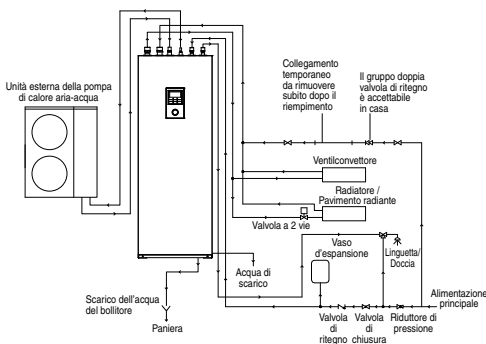 Collegamento
temporaneo
da rimuovere
subito dopo il
riempimento
Il gruppo doppia
valvola di ritegno
è accettabile
in casa
Unità esterna della pompa
di calore aria-acqua
Ventilconvettore
Radiatore /
Pavimento radiante
Valvola a 2 vie
Vaso
d'espansione
Linguetta/
Doccia
Acqua di
scarico
Alimentazione
principale
Scarico dell'acqua
del bollitore
Paniera
Valvola
di
ritegno
Valvola
di
chiusura
Riduttore di
pressione